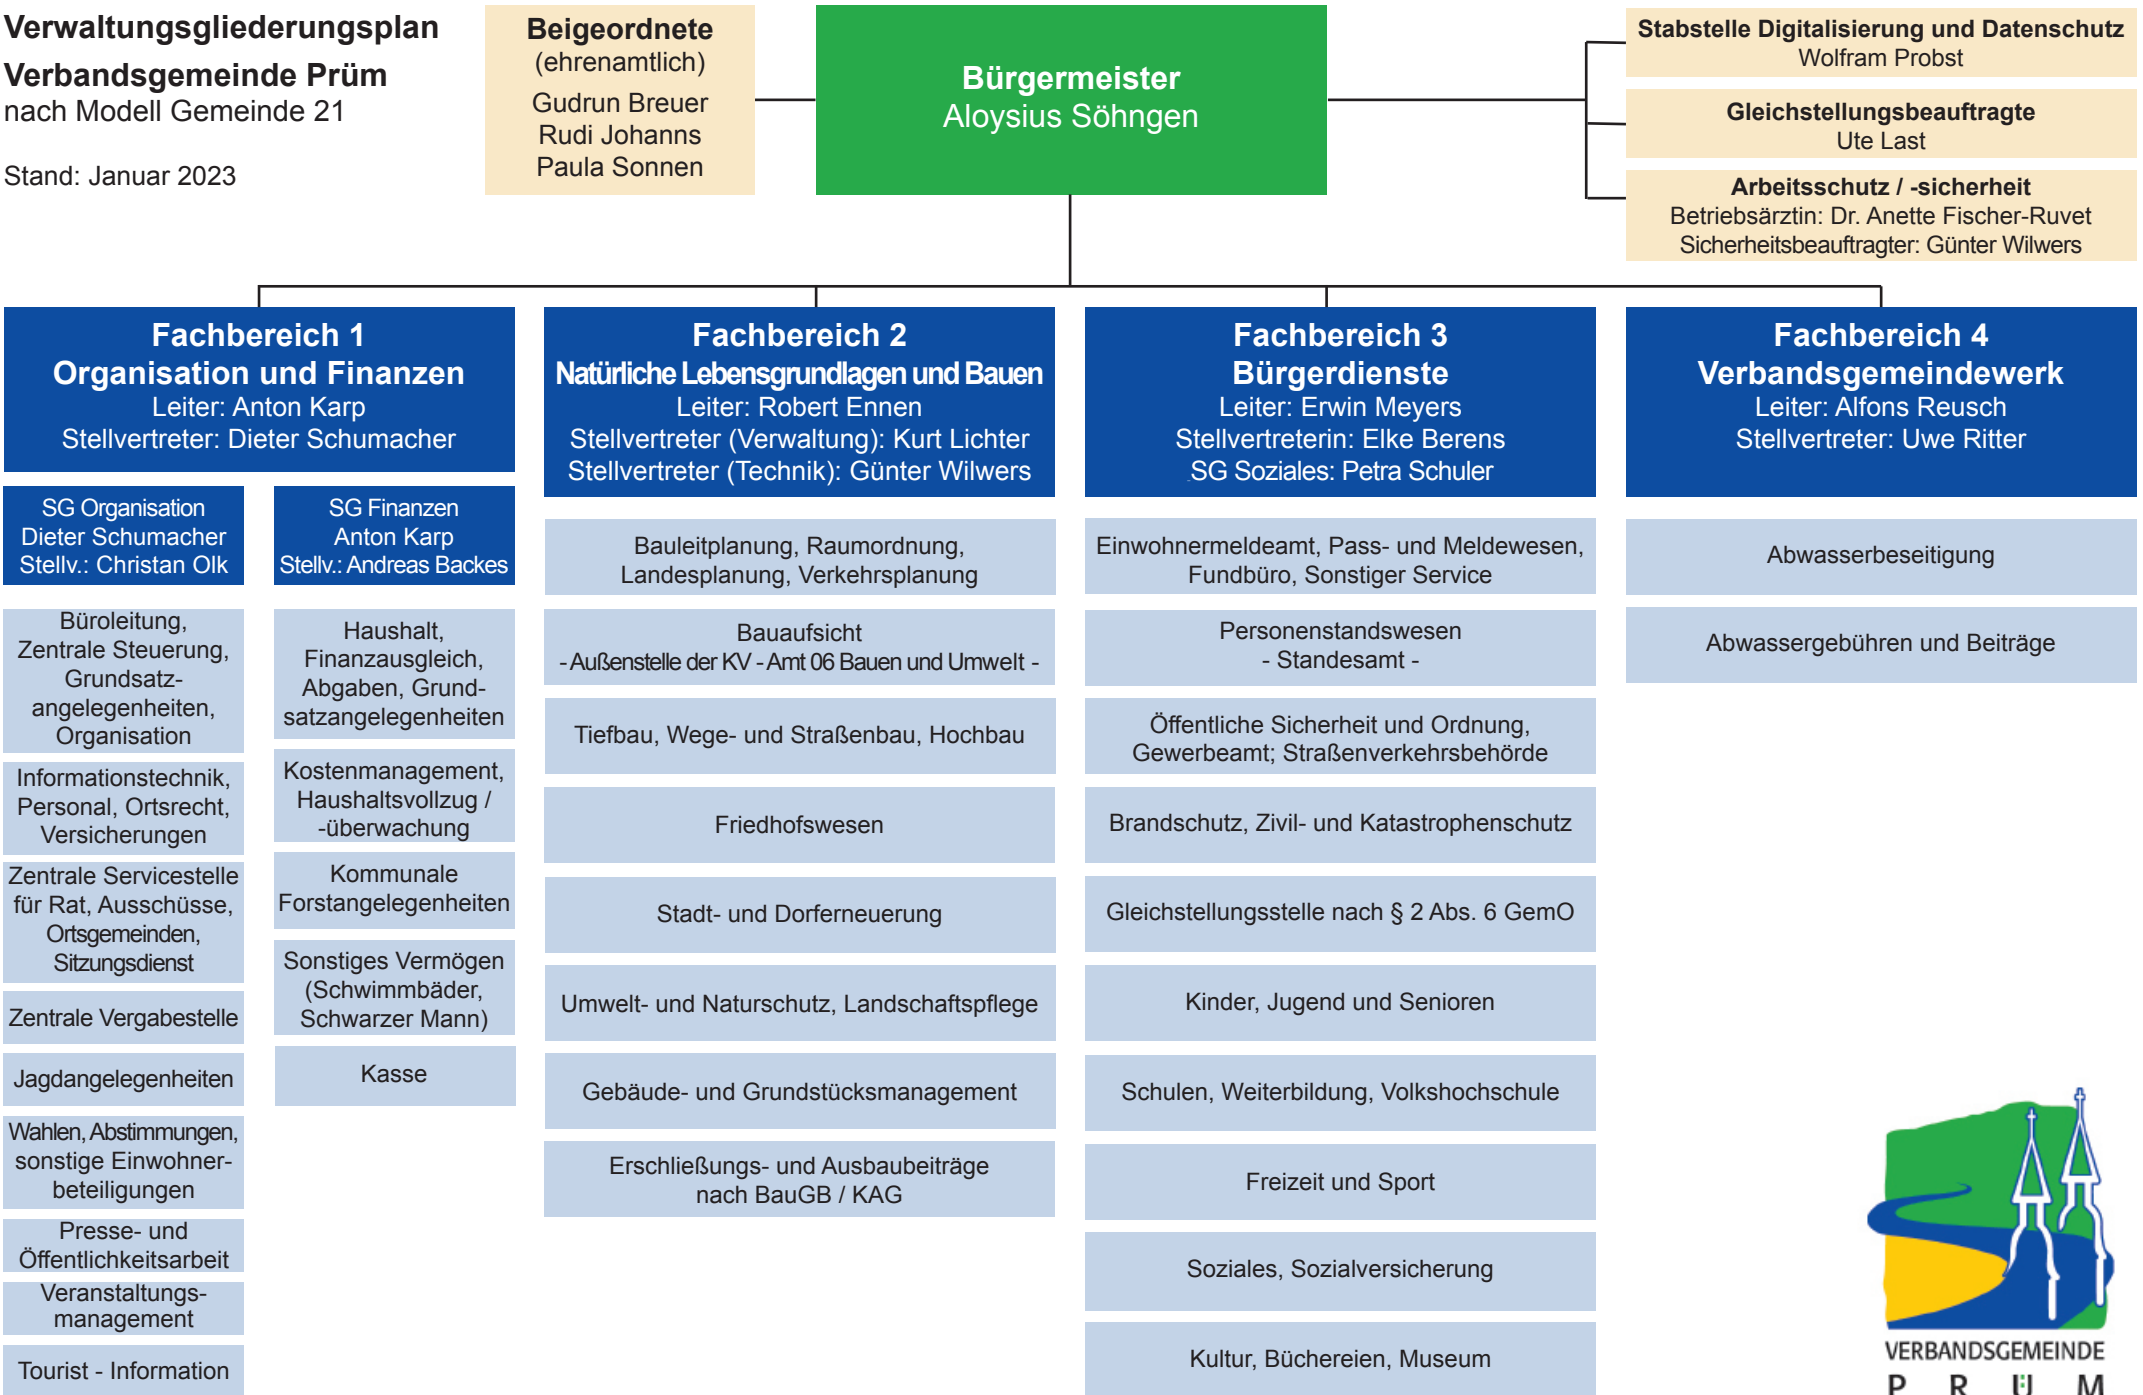 Verwaltungsgliederungsplan
Verbandsgemeinde Prüm
nach Modell Gemeinde 21
Stand: Januar 2023
Beigeordnete
(ehrenamtlich)
Gudrun Breuer
Rudi Johanns
Paula Sonnen
Bürgermeister
Aloysius Söhngen
Stabstelle Digitalisierung und Datenschutz
Wolfram Probst
Gleichstellungsbeauftragte
Ute Last
Arbeitsschutz / -sicherheit
Betriebsärztin: Dr. Anette Fischer-Ruvet
Sicherheitsbeauftragter: Günter Wilwers
Fachbereich 1
Organisation und Finanzen
Leiter: Anton Karp
Stellvertreter: Dieter Schumacher
SG Organisation
Dieter Schumacher
Stellv.: Christan Olk
Büroleitung,
Zentrale Steuerung,
Grundsatz-
angelegenheiten,
Organisation
Informationstechnik,
Personal, Ortsrecht,
Versicherungen
Zentrale Servicestelle
für Rat, Ausschüsse,
Ortsgemeinden,
Sitzungsdienst
Zentrale Vergabestelle
Jagdangelegenheiten
Wahlen, Abstimmungen,
sonstige Einwohner-
beteiligungen
Presse- und
Öffentlichkeitsarbeit
Veranstaltungs-
management
Tourist - Information
SG Finanzen
Anton Karp
Stellv.: Andreas Backes
Haushalt,
Finanzausgleich,
Abgaben, Grund-
satzangelegenheiten
Kostenmanagement,
Haushaltsvollzug /
-überwachung
Kommunale
Forstangelegenheiten
Sonstiges Vermögen
(Schwimmbäder,
Schwarzer Mann)
Kasse
Fachbereich 2
Natürliche Lebensgrundlagen und Bauen
Leiter: Robert Ennen
Stellvertreter (Verwaltung): Kurt Lichter
Stellvertreter (Technik): Günter Wilwers
Bauleitplanung, Raumordnung,
Landesplanung, Verkehrsplanung
Bauaufsicht
- Außenstelle der KV - Amt 06 Bauen und Umwelt -
Tiefbau, Wege- und Straßenbau, Hochbau
Friedhofswesen
Stadt- und Dorferneuerung
Umwelt- und Naturschutz, Landschaftspflege
Gebäude- und Grundstücksmanagement
Erschließungs- und Ausbaubeiträge
nach BauGB / KAG
Fachbereich 3
Bürgerdienste
Leiter: Erwin Meyers
Stellvertreterin: Elke Berens
SG Soziales: Petra Schuler
Einwohnermeldeamt, Pass- und Meldewesen,
Fundbüro, Sonstiger Service
Personenstandswesen
- Standesamt -
Öffentliche Sicherheit und Ordnung,
Gewerbeamt; Straßenverkehrsbehörde
Brandschutz, Zivil- und Katastrophenschutz
Gleichstellungsstelle nach § 2 Abs. 6 GemO
Kinder, Jugend und Senioren
Schulen, Weiterbildung, Volkshochschule
Freizeit und Sport
Soziales, Sozialversicherung
Kultur, Büchereien, Museum
Fachbereich 4
Verbandsgemeindewerk
Leiter: Alfons Reusch
Stellvertreter: Uwe Ritter
Abwasserbeseitigung
Abwassergebühren und Beiträge
VERBANDSGEMEINDE
PRÜM